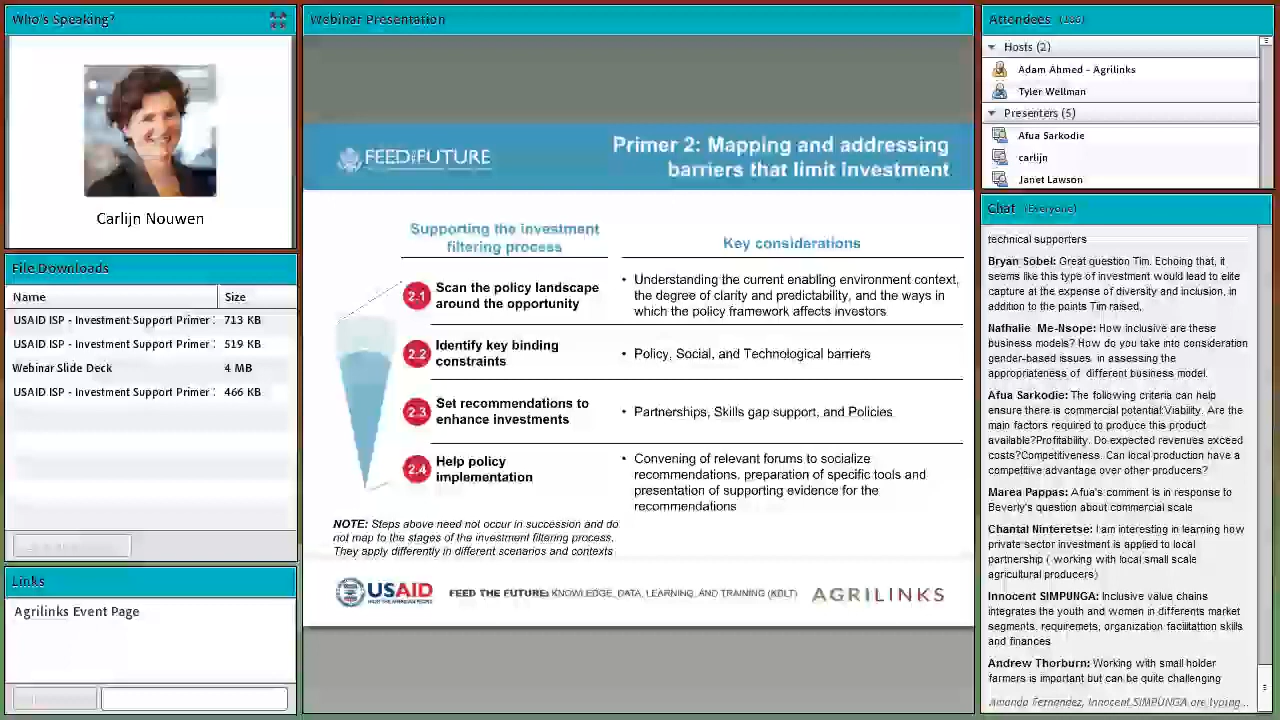 Who's Speaking?
Carlijn Nouwen
File Downloads
Name Size
USAID ISP - Investment Support Primer 713 KB
USAID ISP - Investment Support Primer 519 KB
Webinar Slide Deck 4 MB
USAID ISP - Investment Support Primer 466 KB
Links
Agrilinks Event Page
Webinar Presentation
FEED THE FUTURE
Primer 2: Mapping and addressing
barriers that limit investment
Supporting the investment
filtering process
Key considerations
2.1 Scan the policy landscape
around the opportunity
• Understanding the current enabling environment context,
the degree of clarity and predictability, and the ways in
which the policy framework affects investors
2.2 Identify key binding
constraints
• Policy, Social, and Technological barriers
2.3 Set recommendations to
enhance investments
• Partnerships, Skills gap support, and Policies
2.4 Help policy
implementation
• Convening of relevant forums to socialize
recommendations, preparation of specific tools and
presentation of supporting evidence for the
recommendations
NOTE: Steps above need not occur in succession and do
not map to the stages of the investment filtering process.
They apply differently in different scenarios and contexts
USAID
FROM THE AMERICAN PEOPLE
FEED THE FUTURE: KNOWLEDGE, DATA, LEARNING, AND TRAINING (KDLT)
AGRILINKS
Attendees
Hosts (2)
Adam Ahmed - Agrilinks
Tyler Wellman
Presenters (5)
Afua Sarkodie
carlijn
Janet Lawson
Chat (Everyone)
technical supporters
Bryan Sobel: Great question Tim. Echoing that, it
seems like this type of investment would lead to elite
capture at the expense of diversity and inclusion, in
addition to the points Tim raised.
Nathalie Me-Nsope: How inclusive are these
business models? How do you take into consideration
gender-based issues in assessing the
appropriateness of different business model.
Afua Sarkodie: The following criteria can help
ensure there is commercial potential:Viability. Are the
main factors required to produce this product
available?Profitability. Do expected revenues exceed
costs?Competitiveness. Can local production have a
competitive advantage over other producers?
Marea Pappas: Afua's comment is in response to
Beverly's question about commercial scale
Chantal Ninteretse: I am interesting in learning how
private sector investment is applied to local
partnership ( working with local small scale
agricultural producers)
Innocent SIMPUNGA: Inclusive value chains
integrates the youth and women in differents market
segments, requiremets, organization facilitattion skills
and finances
Andrew Thorburn: Working with small holder
farmers is important but can be quite challenging
Amanda Fernandez, Innocent SIMPUNGA are typing...